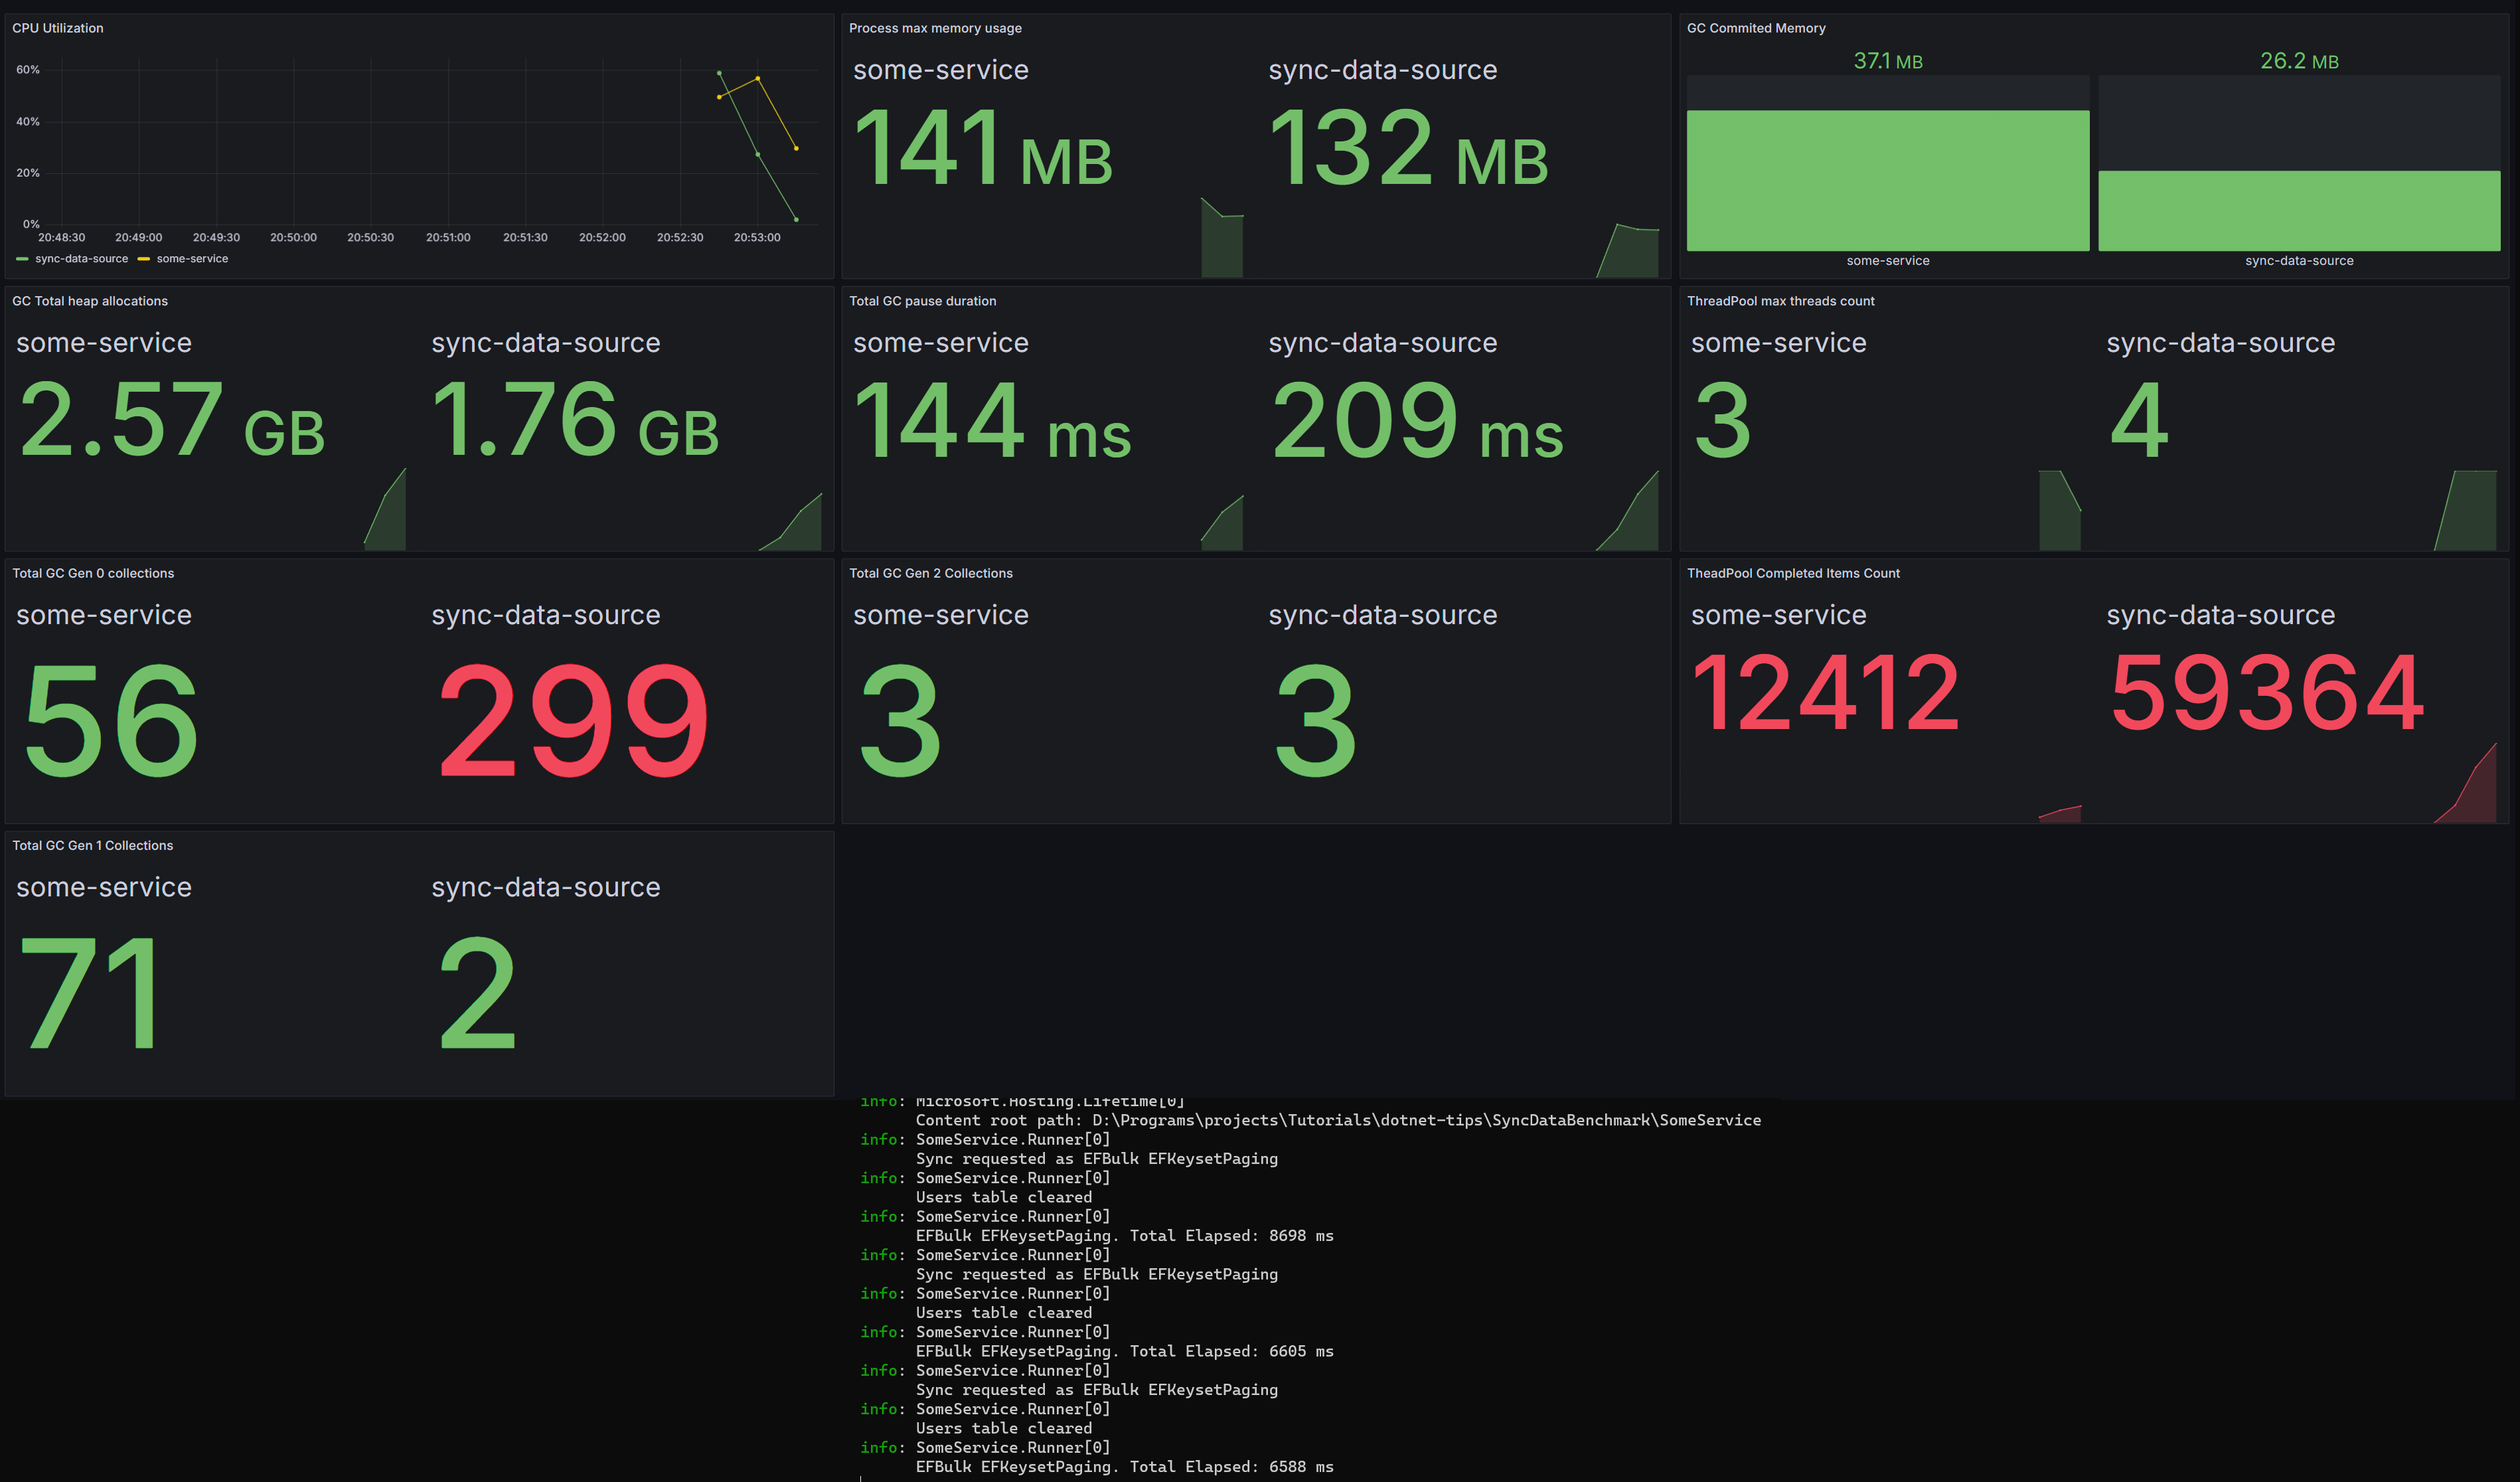 CPU Utilization
60%
40%
20%
0%
20:48:30 20:49:00 20:49:30 20:50:00 20:50:30 20:51:00 20:51:30 20:52:00 20:52:30 20:53:00
sync-data-source some-service
Process max memory usage
some-service sync-data-source
141 MB 132 MB
GC Commited Memory
37.1 MB 26.2 MB
some-service sync-data-source
GC Total heap allocations
some-service sync-data-source
2.57 GB 1.76 GB
Total GC pause duration
some-service sync-data-source
144 ms 209 ms
ThreadPool max threads count
some-service sync-data-source
3 4
Total GC Gen 0 collections
some-service sync-data-source
56 299
Total GC Gen 2 Collections
some-service sync-data-source
3 3
TheadPool Completed Items Count
some-service sync-data-source
12412 59364
Total GC Gen 1 Collections
some-service sync-data-source
71 2
info: Microsoft.Hosting.Lifetime[0]
Content root path: D:\Programs\projects\Tutorials\dotnet-tips\SyncDataBenchmark\SomeService
info: SomeService.Runner[0]
Sync requested as EFBulk EFKeysetPaging
info: SomeService.Runner[0]
Users table cleared
info: SomeService.Runner[0]
EFBulk EFKeysetPaging. Total Elapsed: 8698 ms
info: SomeService.Runner[0]
Sync requested as EFBulk EFKeysetPaging
info: SomeService.Runner[0]
Users table cleared
info: SomeService.Runner[0]
EFBulk EFKeysetPaging. Total Elapsed: 6605 ms
info: SomeService.Runner[0]
Sync requested as EFBulk EFKeysetPaging
info: SomeService.Runner[0]
Users table cleared
info: SomeService.Runner[0]
EFBulk EFKeysetPaging. Total Elapsed: 6588 ms